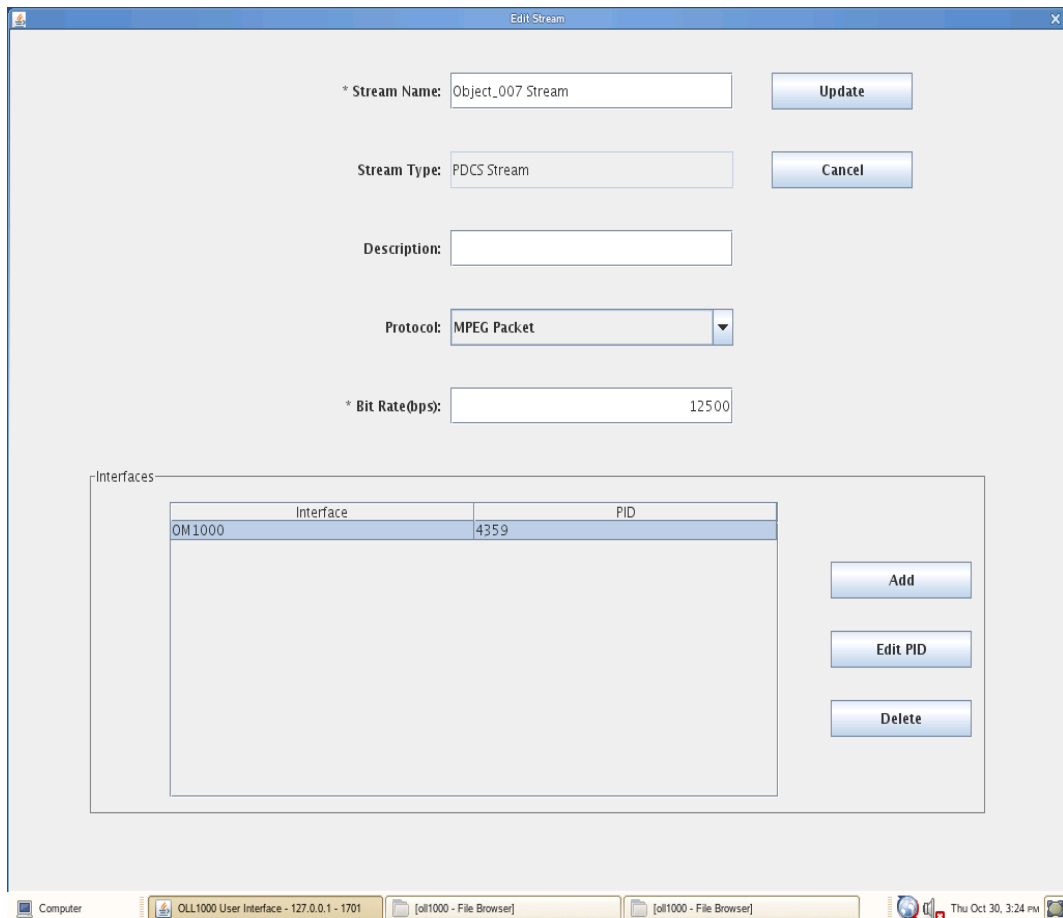 Edit Stream
* Stream Name: Object_007 Stream
Update
Stream Type: PDCS Stream
Cancel
Description:
Protocol: MPEG Packet
* Bit Rate(bps): 12500
Interfaces
Interface PID
OM1000 4359
Add
Edit PID
Delete
Computer
OLL1000 User Interface - 127.0.0.1 - 1701
[oll1000 - File Browser]
[oll1000 - File Browser]
Thu Oct 30, 3:24 PM